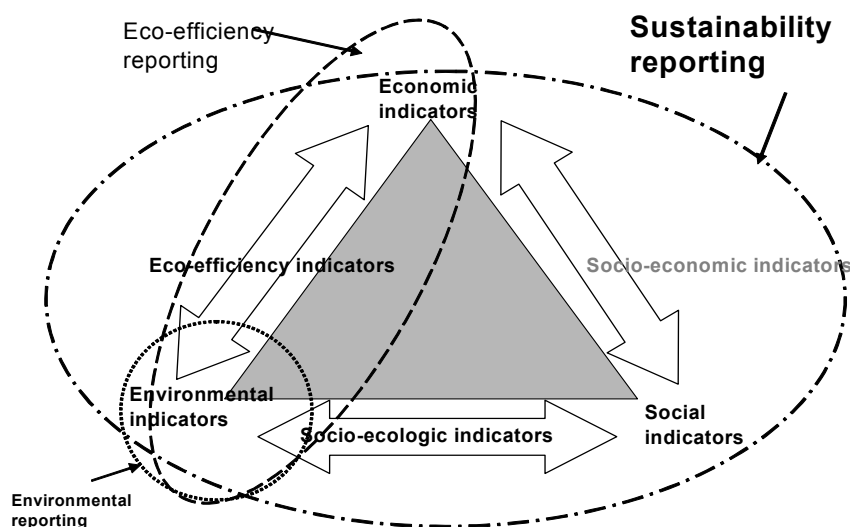 Eco-efficiency
reporting
Sustainability
reporting
Economic
indicators
Eco-efficiency indicators
Socio-economic indicators
Environmental
indicators
Socio-ecologic indicators
Social
indicators
Environmental
reporting